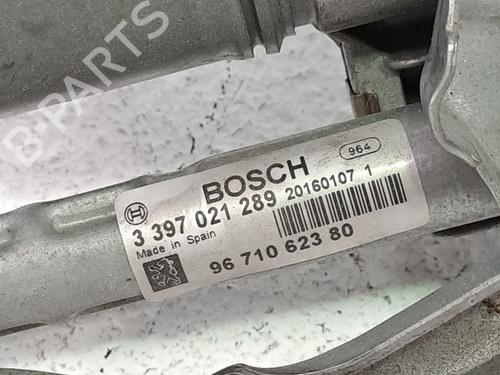 B-PARTS
964
BOSCH
3 397 021 289 20160107 1
Made in Spain
96 710 623 80